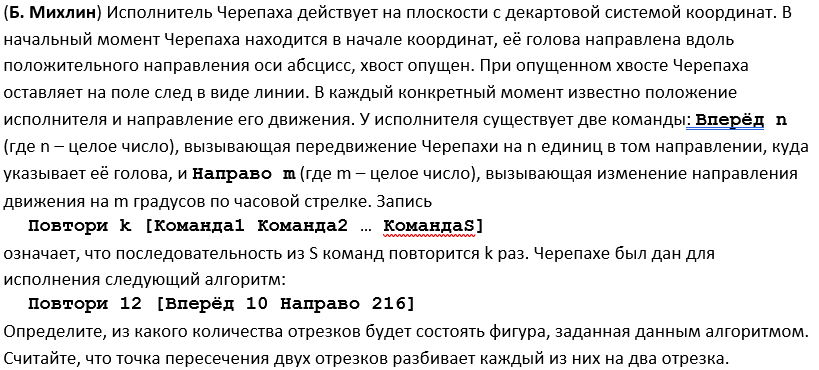 (Б. Михлин) Исполнитель Черепаха действует на плоскости с декартовой системой координат. В
начальный момент Черепаха находится в начале координат, её голова направлена вдоль
положительного направления оси абсцисс, хвост опущен. При опущенном хвосте Черепаха
оставляет на поле след в виде линии. В каждый конкретный момент известно положение
исполнителя и направление его движения. У исполнителя существует две команды: Вперёд n
(где n – целое число), вызывающая передвижение Черепахи на n единиц в том направлении, куда
указывает её голова, и Направо m (где m – целое число), вызывающая изменение направления
движения на m градусов по часовой стрелке. Запись
Повтори k [Команда1 Команда2 … КомандаS]
означает, что последовательность из S команд повторится k раз. Черепахе был дан для
исполнения следующий алгоритм:
Повтори 12 [Вперёд 10 Направо 216]
Определите, из какого количества отрезков будет состоять фигура, заданная данным алгоритмом.
Считайте, что точка пересечения двух отрезков разбивает каждый из них на два отрезка.